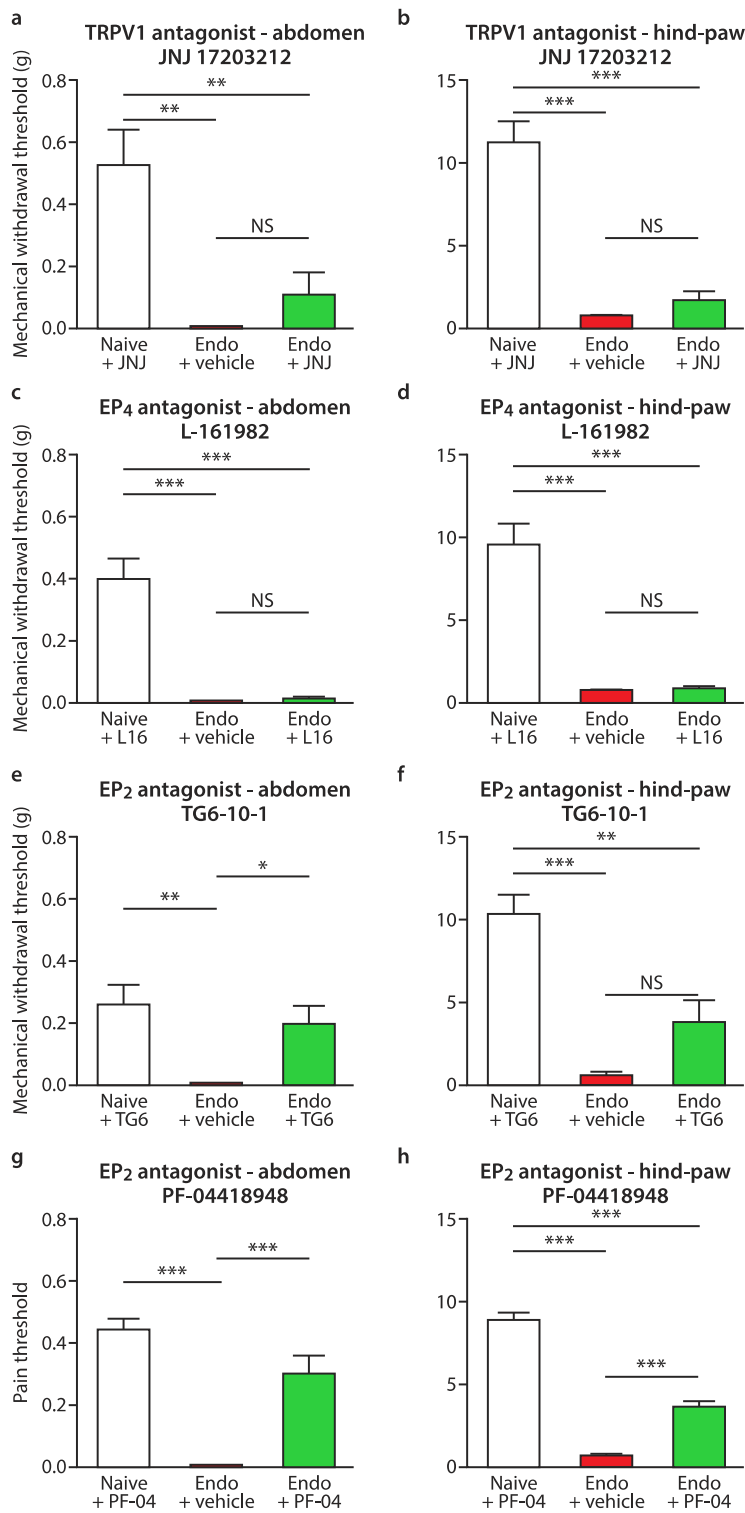 a
TRPV1 antagonist - abdomen
JNJ 17203212
Mechanical withdrawal threshold (g)
0.8
0.6
0.4
0.2
0.0
**
**
NS
Naive
+ JNJ
Endo
+ vehicle
Endo
+ JNJ
b
TRPV1 antagonist - hind-paw
JNJ 17203212
15
10
5
0
***
***
NS
Naive
+ JNJ
Endo
+ vehicle
Endo
+ JNJ
c
EP4 antagonist - abdomen
L-161982
Mechanical withdrawal threshold (g)
0.8
0.6
0.4
0.2
0.0
***
***
NS
Naive
+ L16
Endo
+ vehicle
Endo
+ L16
d
EP4 antagonist - hind-paw
L-161982
15
10
5
0
***
***
NS
Naive
+ L16
Endo
+ vehicle
Endo
+ L16
e
EP2 antagonist - abdomen
TG6-10-1
Mechanical withdrawal threshold (g)
0.8
0.6
0.4
0.2
0.0
*
**
Naive
+ TG6
Endo
+ vehicle
Endo
+ TG6
f
EP2 antagonist - hind-paw
TG6-10-1
15
10
5
0
**
***
NS
Naive
+ TG6
Endo
+ vehicle
Endo
+ TG6
g
EP2 antagonist - abdomen
PF-04418948
Pain threshold
0.8
0.6
0.4
0.2
0.0
***
***
Naive
+ PF-04
Endo
+ vehicle
Endo
+ PF-04
h
EP2 antagonist - hind-paw
PF-04418948
15
10
5
0
***
***
***
Naive
+ PF-04
Endo
+ vehicle
Endo
+ PF-04